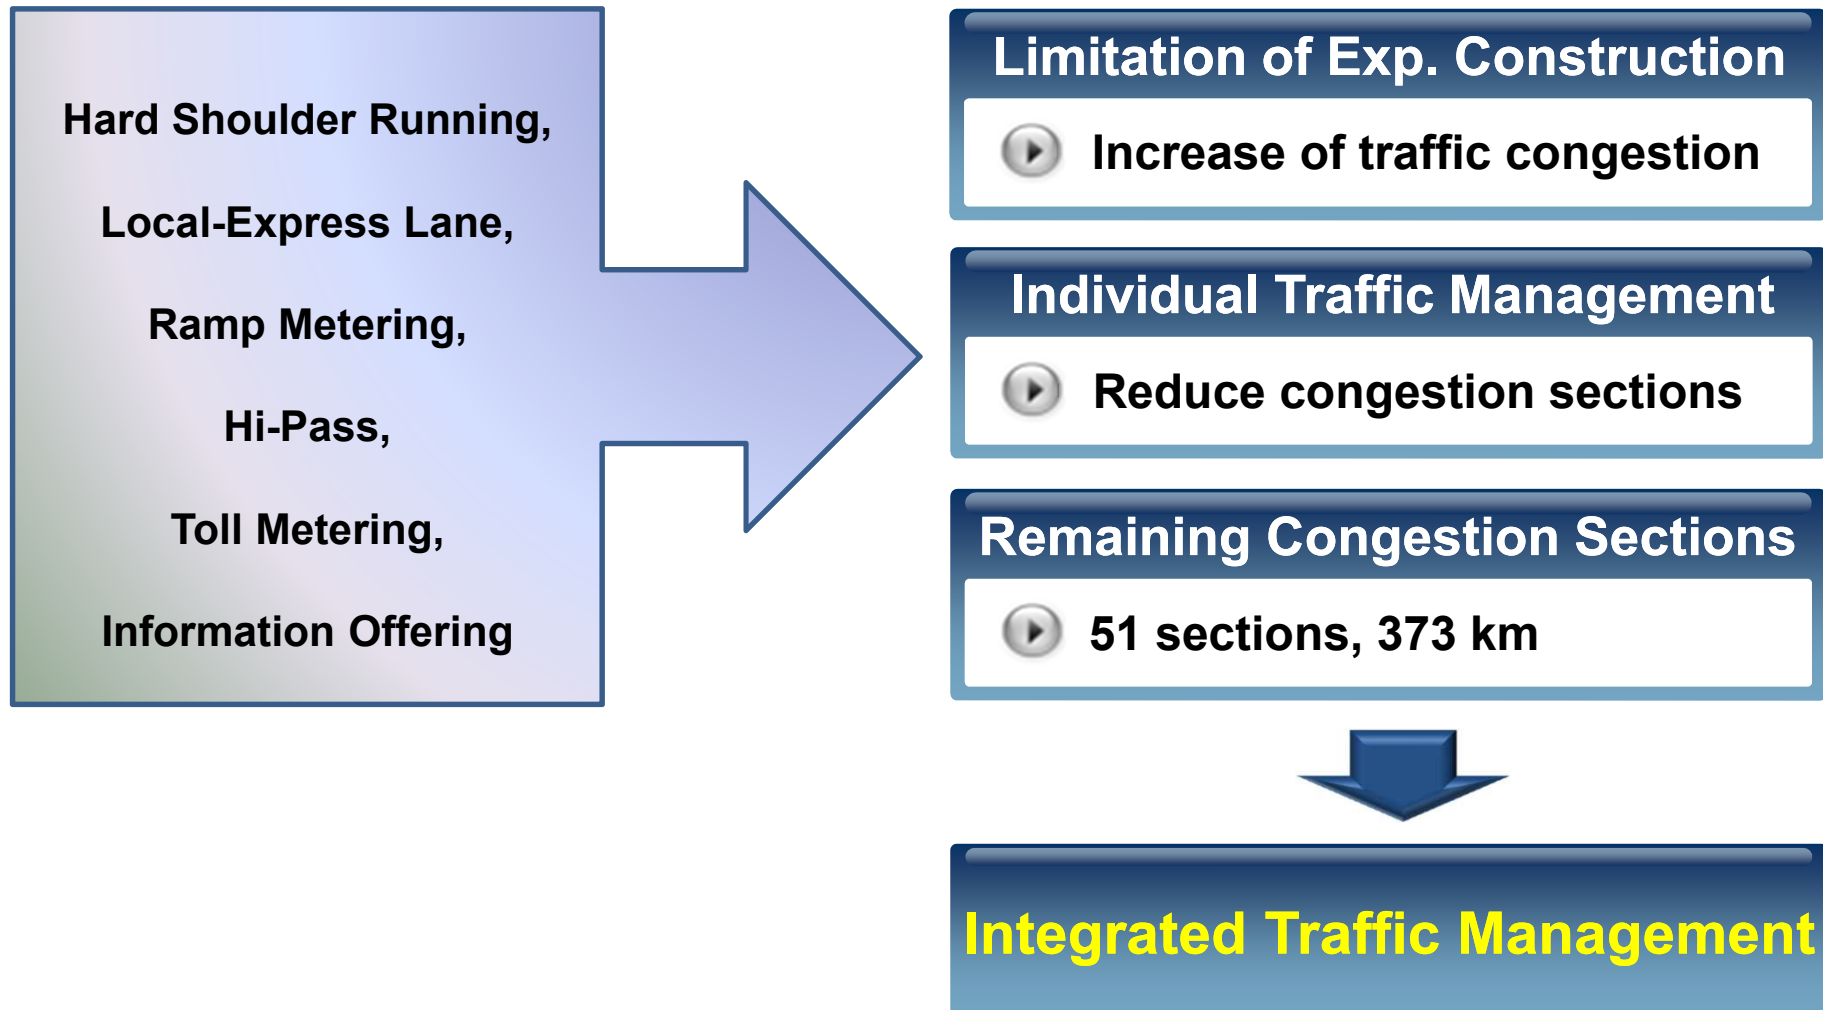 Hard Shoulder Running,
Local-Express Lane,
Ramp Metering,
Hi-Pass,
Toll Metering,
Information Offering
Limitation of Exp. Construction
Increase of traffic congestion
Individual Traffic Management
Reduce congestion sections
Remaining Congestion Sections
51 sections, 373 km
Integrated Traffic Management